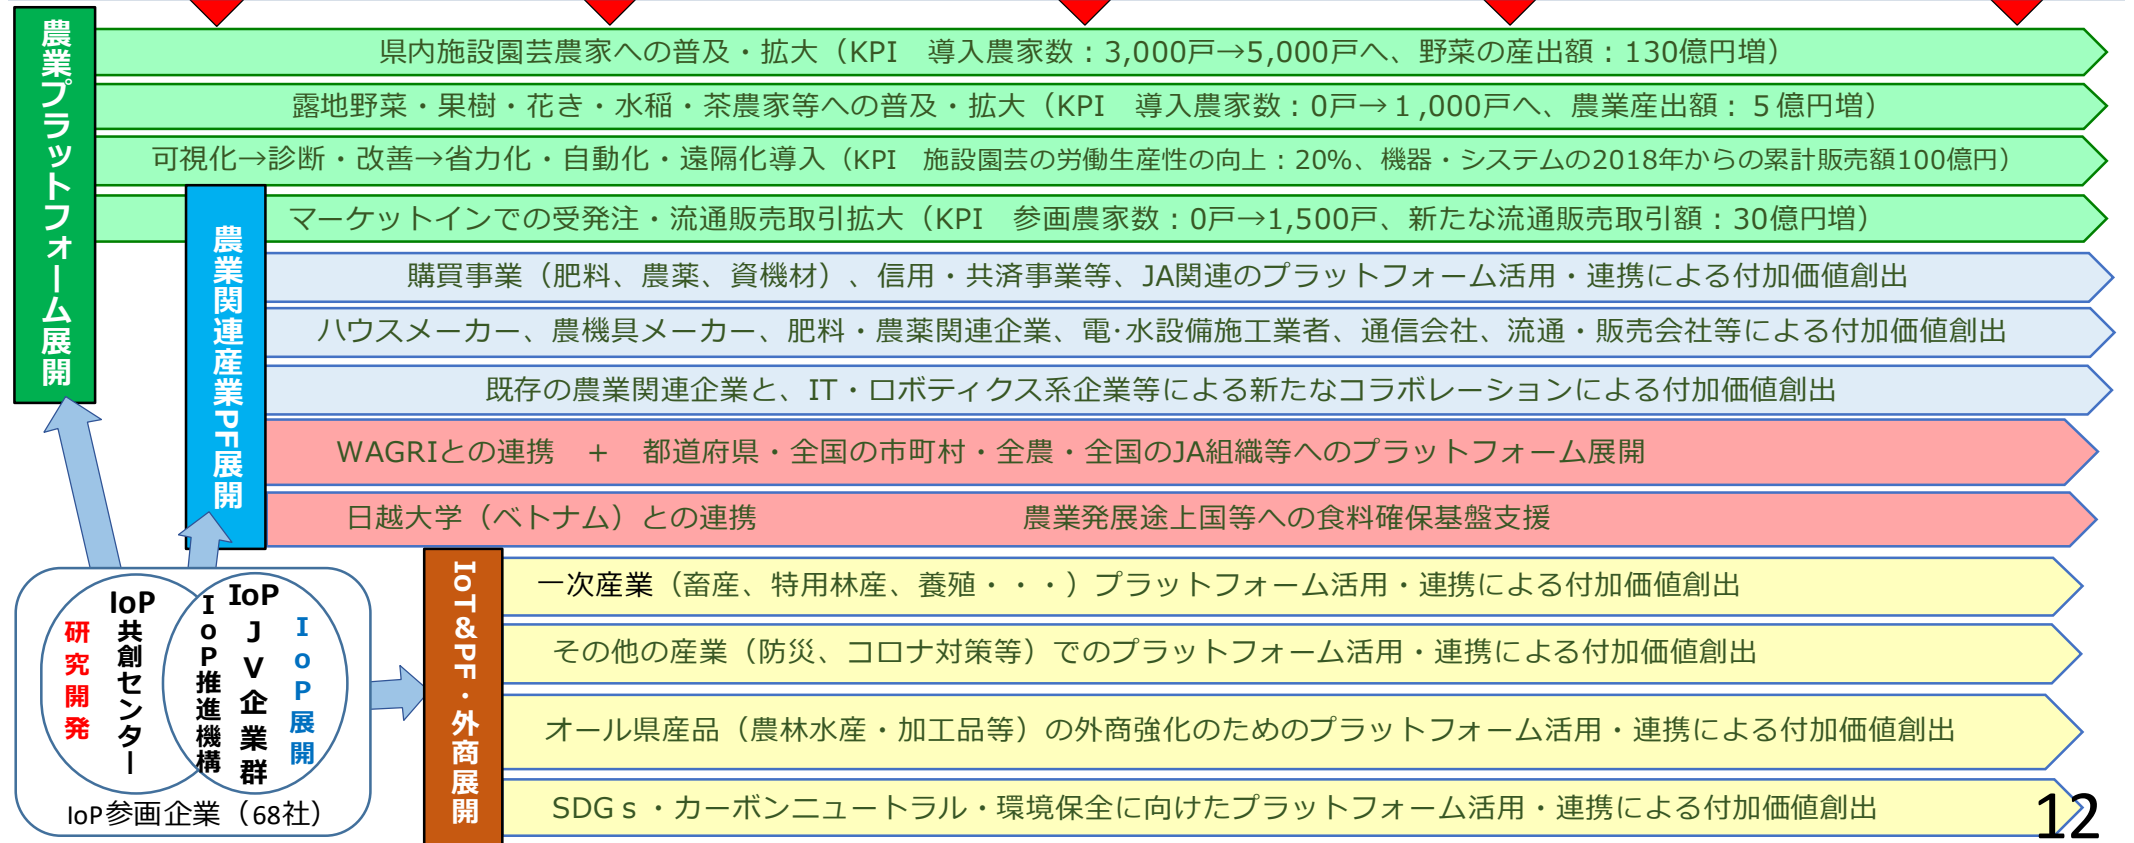 農業プラットフォーム展開
県内施設園芸農家への普及・拡大（KPI　導入農家数：3,000戸→5,000戸へ、野菜の産出額：130億円増）
露地野菜・果樹・花き・水稲・茶農家等への普及・拡大（KPI　導入農家数：0戸→１,000戸へ、農業産出額：５億円増）
可視化→診断・改善→省力化・自動化・遠隔化導入（KPI　施設園芸の労働生産性の向上：20%、機器・システムの2018年からの累計販売額100億円）
マーケットインでの受発注・流通販売取引拡大（KPI　参画農家数：0戸→1,500戸、新たな流通販売取引額：30億円増）
農業関連産業PF展開
購買事業（肥料、農薬、資機材）、信用・共済事業等、JA関連のプラットフォーム活用・連携による付加価値創出
ハウスメーカー、農機具メーカー、肥料・農薬関連企業、電･水設備施工業者、通信会社、流通・販売会社等による付加価値創出
既存の農業関連企業と、IT・ロボティクス系企業等による新たなコラボレーションによる付加価値創出
WAGRIとの連携　＋　都道府県・全国の市町村・全農・全国のJA組織等へのプラットフォーム展開
日越大学（ベトナム）との連携　農業発展途上国等への食料確保基盤支援
IoT&PF・外商展開
一次産業（畜産、特用林産、養殖・・・）プラットフォーム活用・連携による付加価値創出
その他の産業（防災、コロナ対策等）でのプラットフォーム活用・連携による付加価値創出
オール県産品（農林水産・加工品等）の外商強化のためのプラットフォーム活用・連携による付加価値創出
SDGｓ・カーボンニュートラル・環境保全に向けたプラットフォーム活用・連携による付加価値創出
研究開発
IoP共創センター
IoP推進機構
IoPJV企業群
IoP展開
IoP参画企業（68社）
12